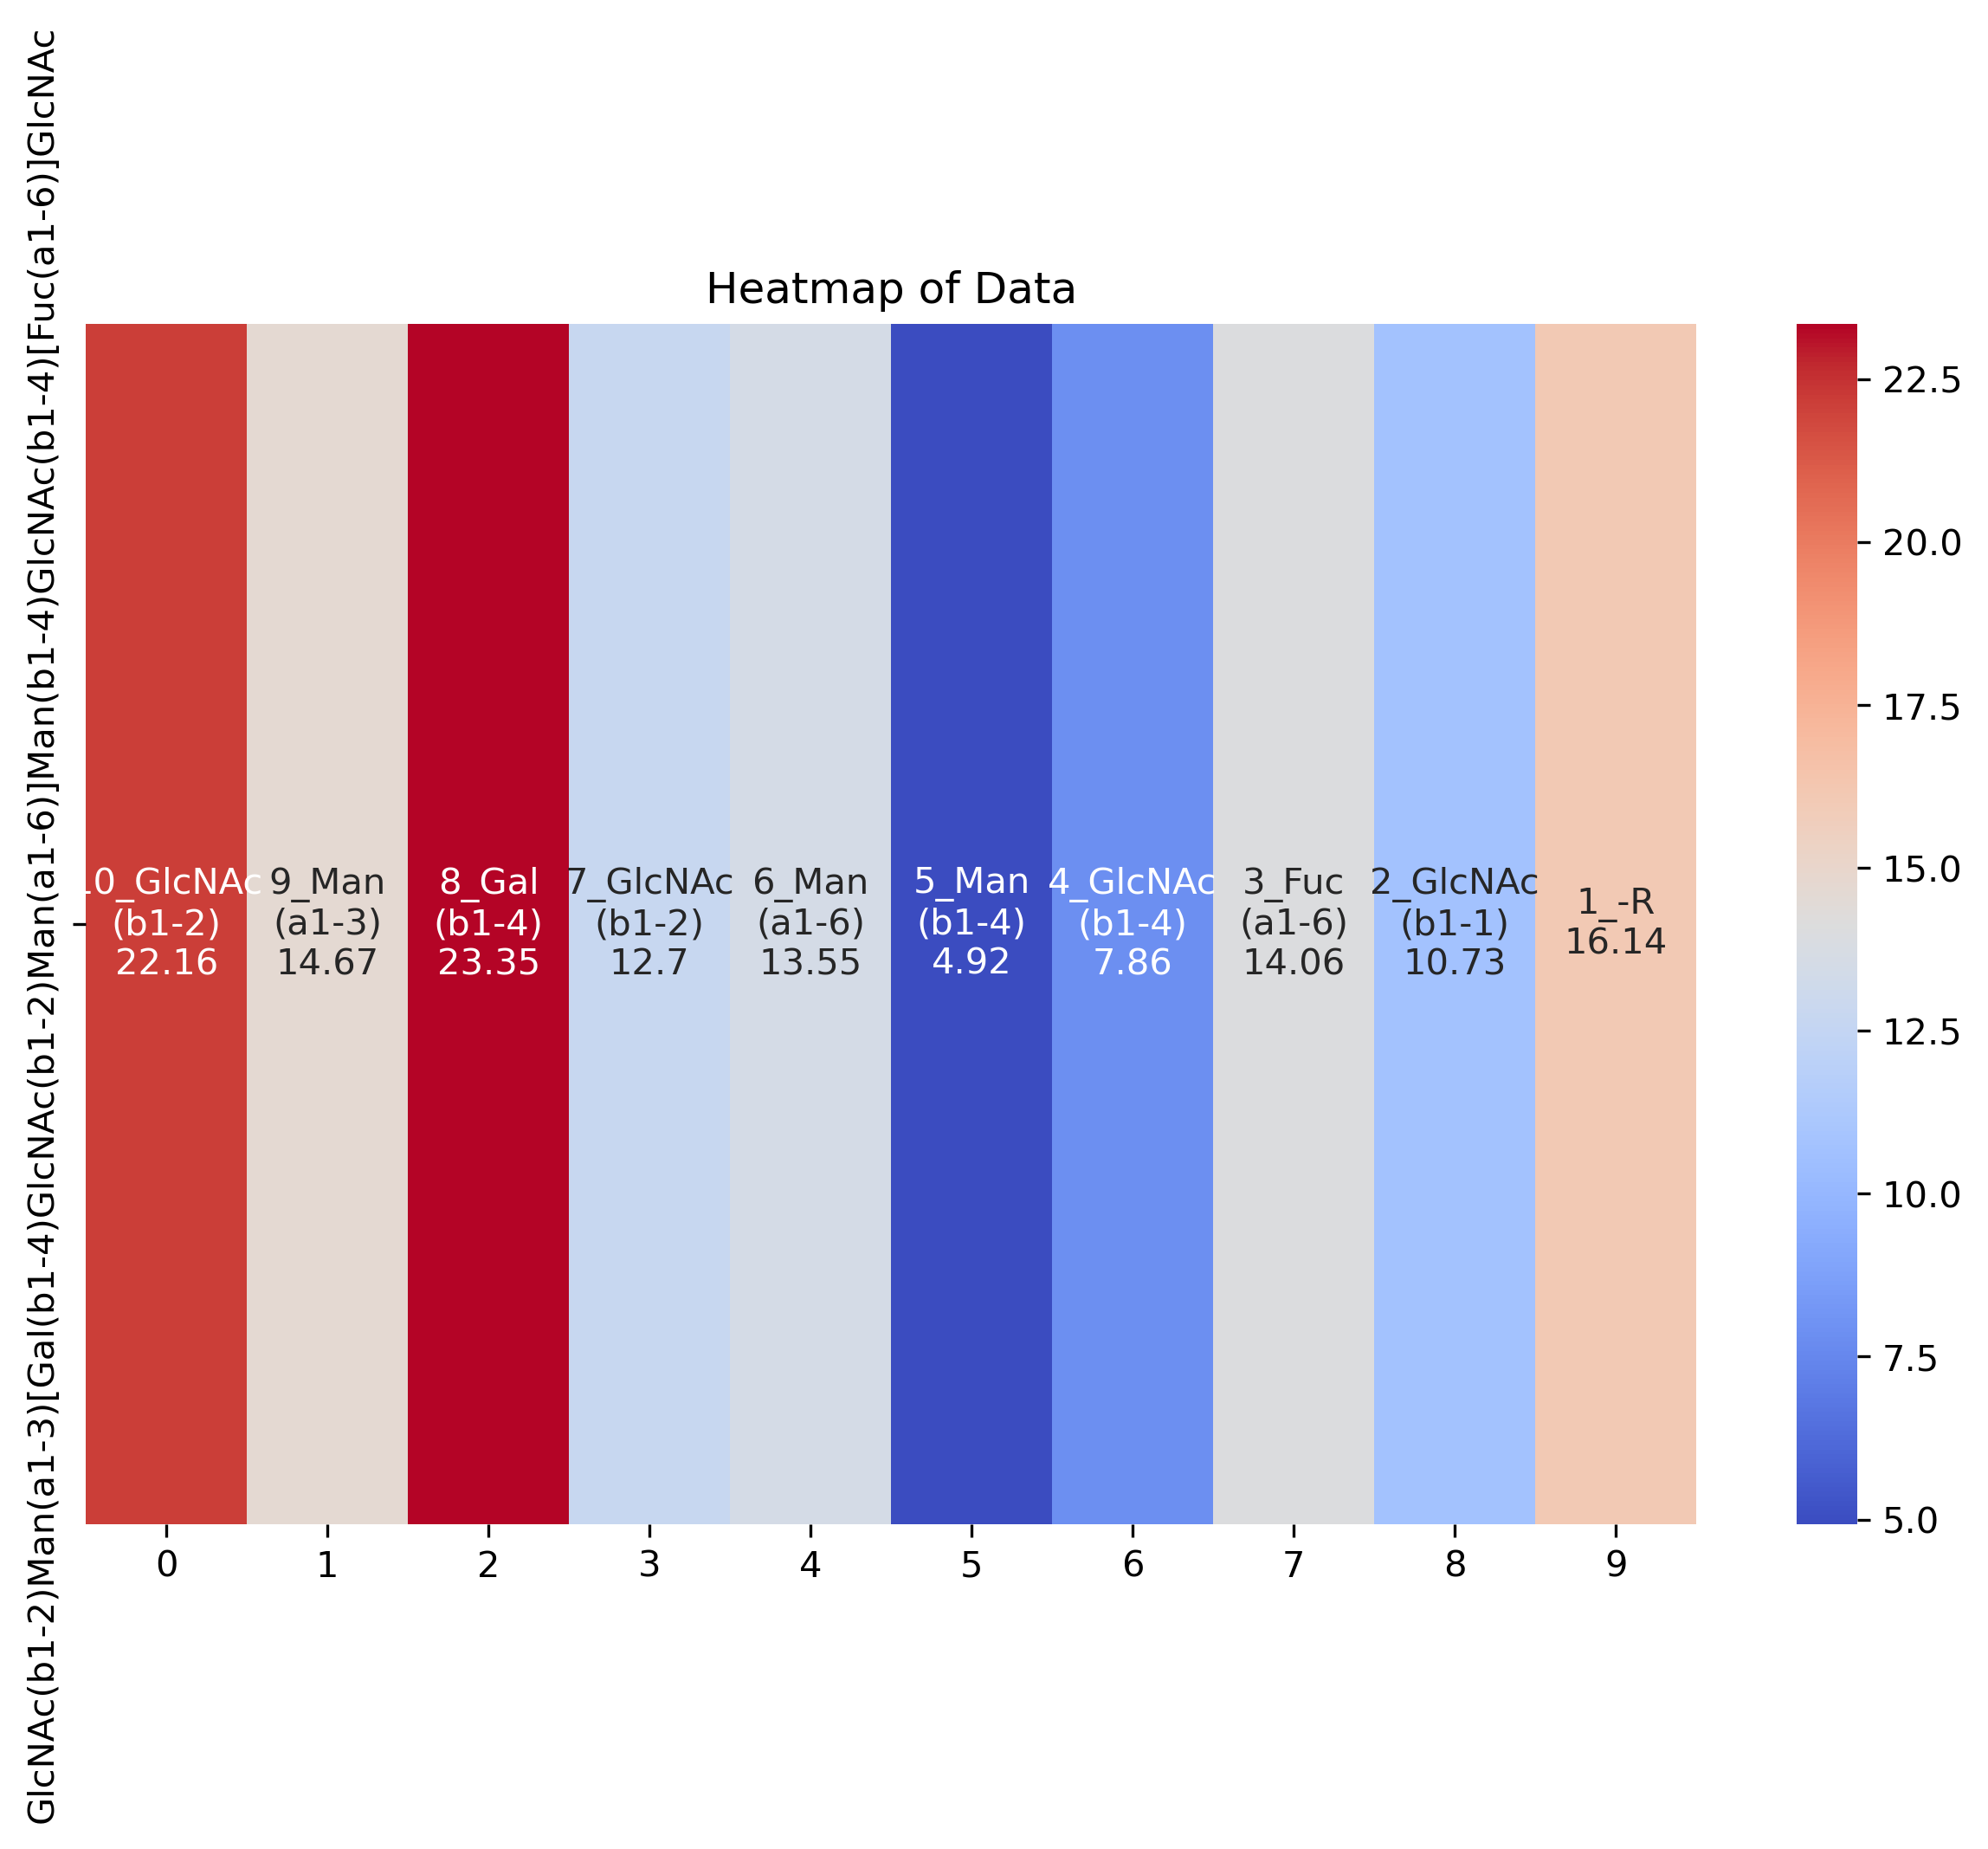 Heatmap of Data
GlcNAc(b1-2)Man(a1-3)[Gal(b1-4)GlcNAc(b1-2)Man(a1-6)]Man(b1-4)GlcNAc(b1-4)[Fuc(a1-6)]GlcNAc
10_GlcNAc
(b1-2)
22.16
9_Man
(a1-3)
14.67
8_Gal
(b1-4)
23.35
7_GlcNAc
(b1-2)
12.7
6_Man
(a1-6)
13.55
5_Man
(b1-4)
4.92
4_GlcNAc
(b1-4)
7.86
3_Fuc
(a1-6)
14.06
2_GlcNAc
(b1-1)
10.73
1_-R
16.14
0 1 2 3 4 5 6 7 8 9
22.5
20.0
17.5
15.0
12.5
10.0
7.5
5.0